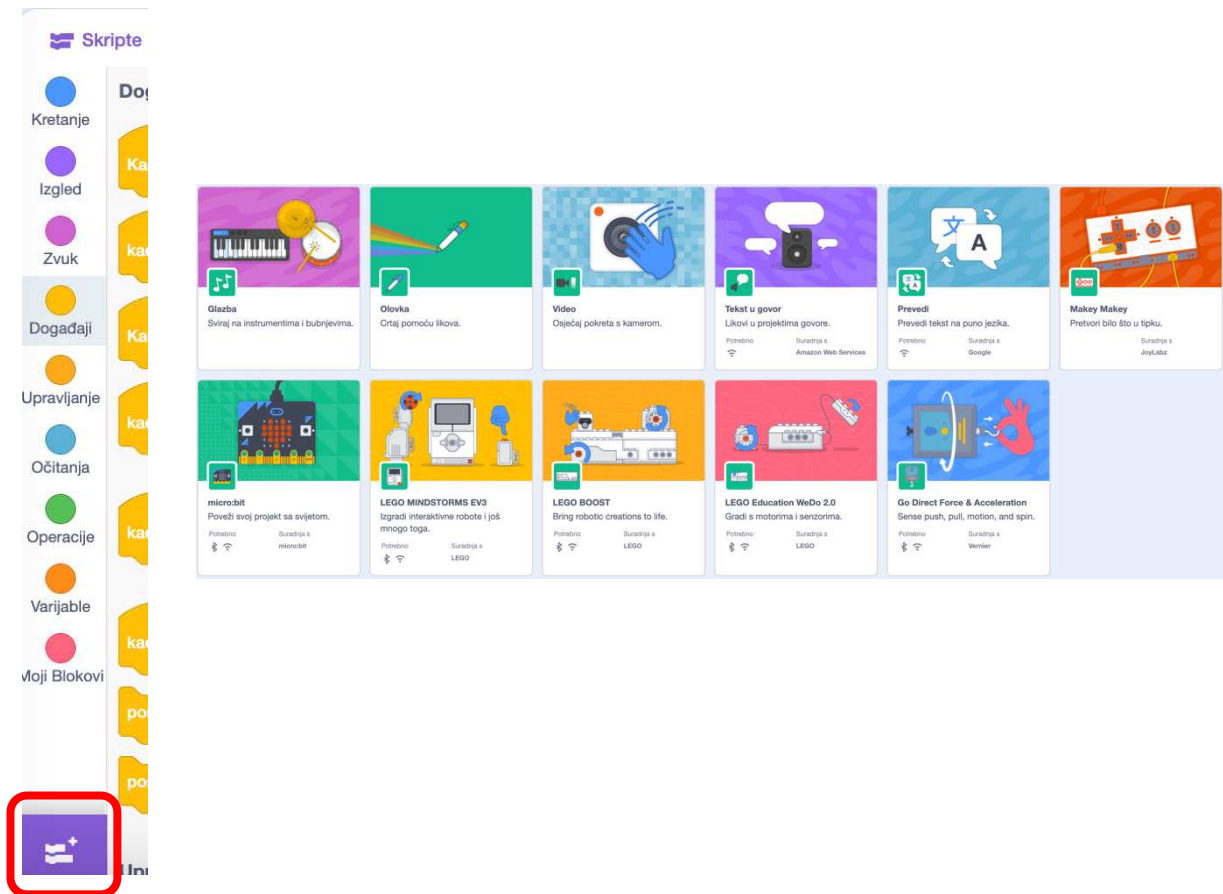 Skripte
Kretanje
Izgled
Zvuk
Događaji
Upravljanje
Očitanja
Operacije
Varijable
Moji Blokovi
Glazba
Sviraj na instrumentima i bubnjevima.
Olovka
Crtaj pomoću likova.
Video
Osjećaj pokreta s kamerom.
Tekst u govor
Likovi u projektima govore.
Potrebno
Suradnja s
Amazon Web Services
Prevedi
Prevedi tekst na puno jezika.
Potrebno
Suradnja s
Google
Makey Makey
Pretvori bilo što u tipku.
Suradnja s
JoyLabz
micro:bit
Poveži svoj projekt sa svijetom.
Potrebno
Suradnja s
micro:bit
LEGO MINDSTORMS EV3
Izgradi interaktivne robote i još
mnogo toga.
Potrebno
Suradnja s
LEGO
LEGO BOOST
Bring robotic creations to life.
Potrebno
Suradnja s
LEGO
LEGO Education WeDo 2.0
Gradi s motorima i senzorima.
Potrebno
Suradnja s
LEGO
Go Direct Force & Acceleration
Sense push, pull, motion, and spin.
Potrebno
Suradnja s
Vernier